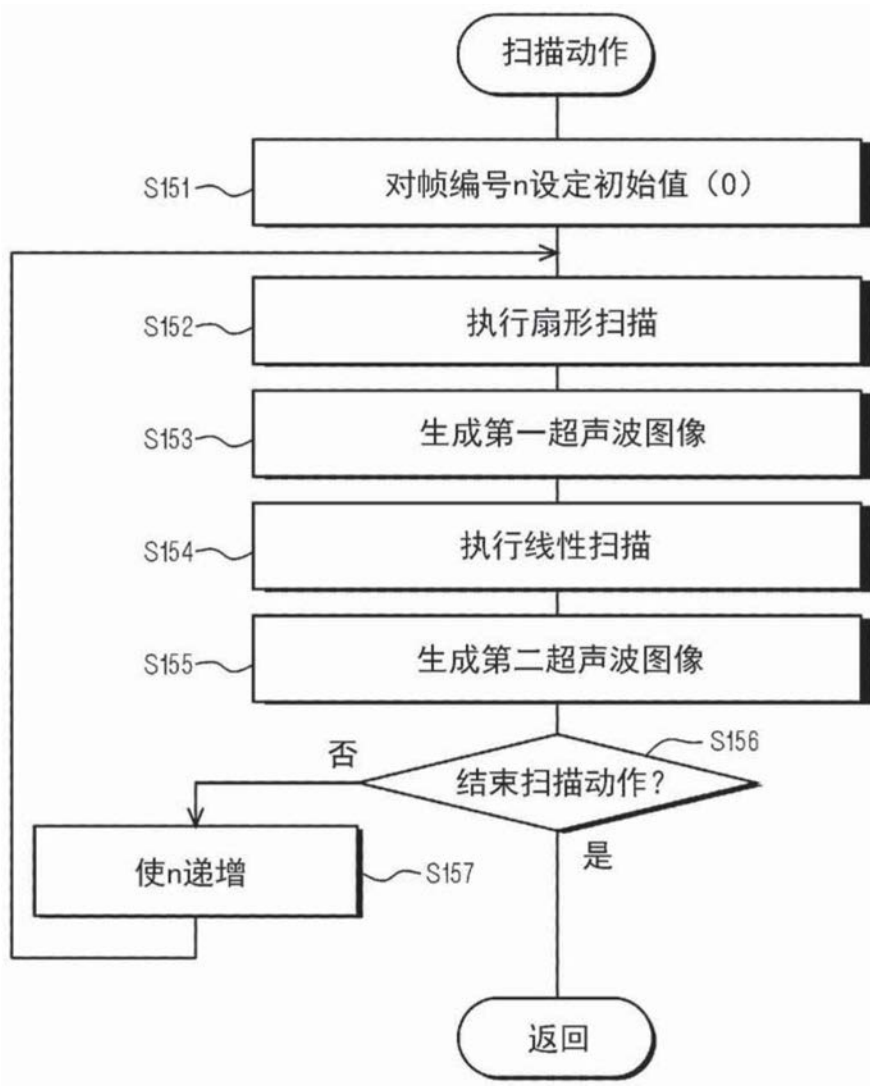 扫描动作
S151
对帧编号n设定初始值（0）
S152
执行扇形扫描
S153
生成第一超声波图像
S154
执行线性扫描
S155
生成第二超声波图像
S156
否
结束扫描动作？
是
使n递增
S157
返回